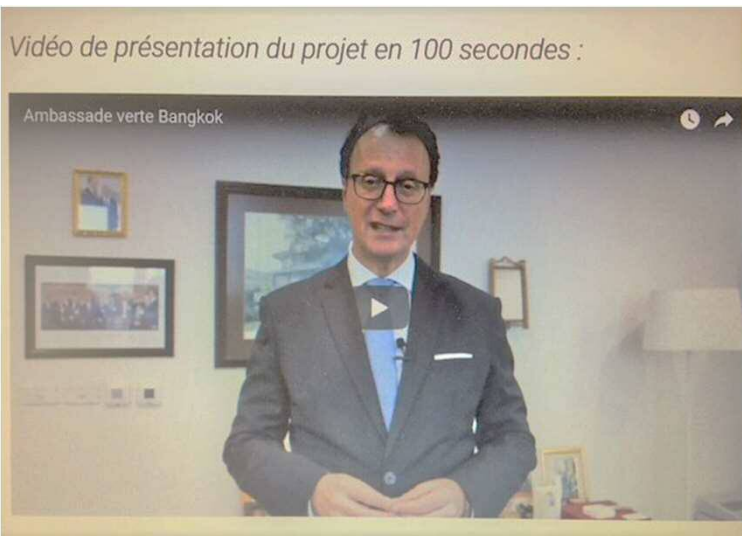 Vidéo de présentation du projet en 100 secondes :
Ambassade verte Bangkok